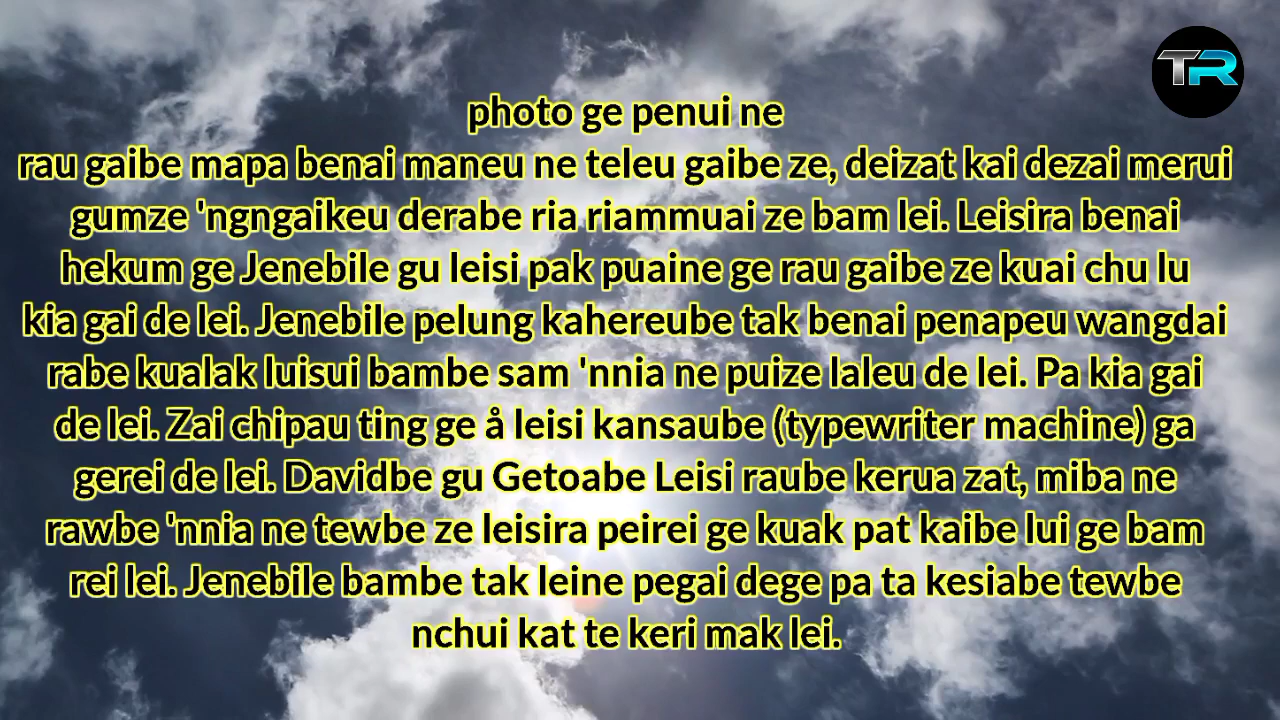 TR
photo ge penui ne
rau gaibe mapa benai maneu ne teleu gaibe ze, deizat kai dezai merui
gumze 'ngngaikeu derabe ria riammuai ze bam lei. Leisira benai
hekum ge Jenebile gu leisi pak puaine ge rau gaibe ze kuai chu lu
kia gai de lei. Jenebile pelung kahereube tak benai penapeu wangdai
rabe kualak luisui bambe sam 'nnia ne puize laleu de lei. Pa kia gai
de lei. Zai chipau ting ge å leisi kansaube (typewriter machine) ga
gerei de lei. Davidbe gu Getoabe Leisi raube kerua zat, miba ne
rawbe 'nnia ne tewbe ze leisira peirei ge kuak pat kaibe lui ge bam
rei lei. Jenebile bambe tak leine pegai dege pa ta kesiabe tewbe
nchui kat te keri mak lei.